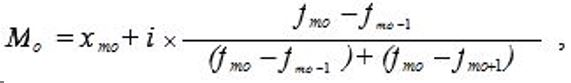 M_o = x_mo + i × (f_mo − f_mo−1) / ((f_mo − f_mo−1) + (f_mo − f_mo+1)) ,